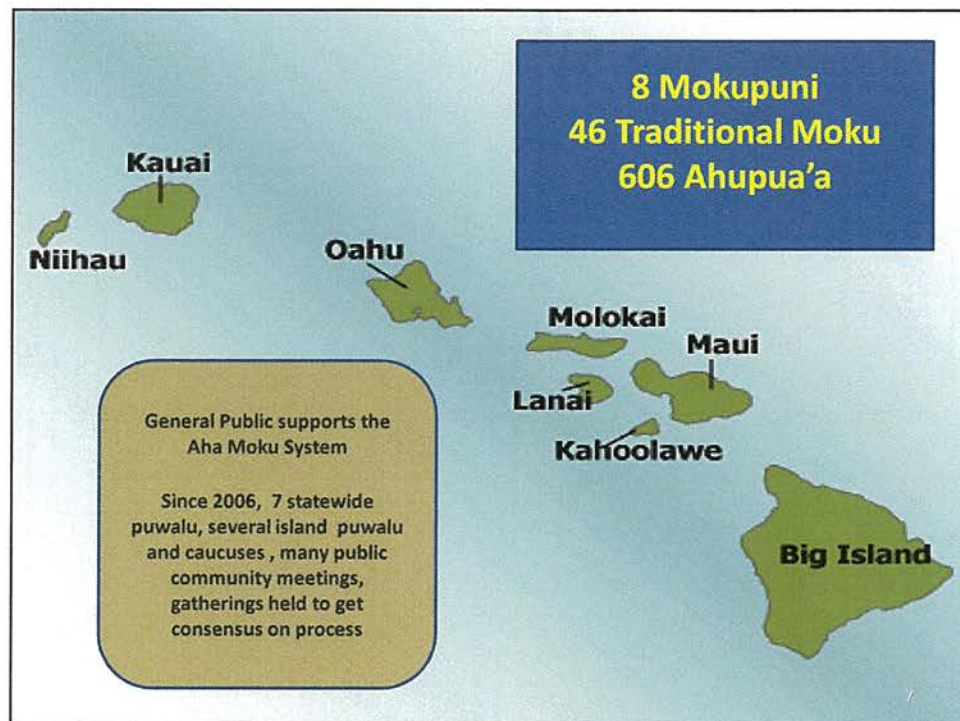 8 Mokupuni
46 Traditional Moku
606 Ahupua'a
Kauai
Niihau
Oahu
Molokai
Maui
Lanai
Kahoolawe
Big Island
General Public supports the
Aha Moku System
Since 2006, 7 statewide
puwalu, several island puwalu
and caucuses , many public
community meetings,
gatherings held to get
consensus on process
7